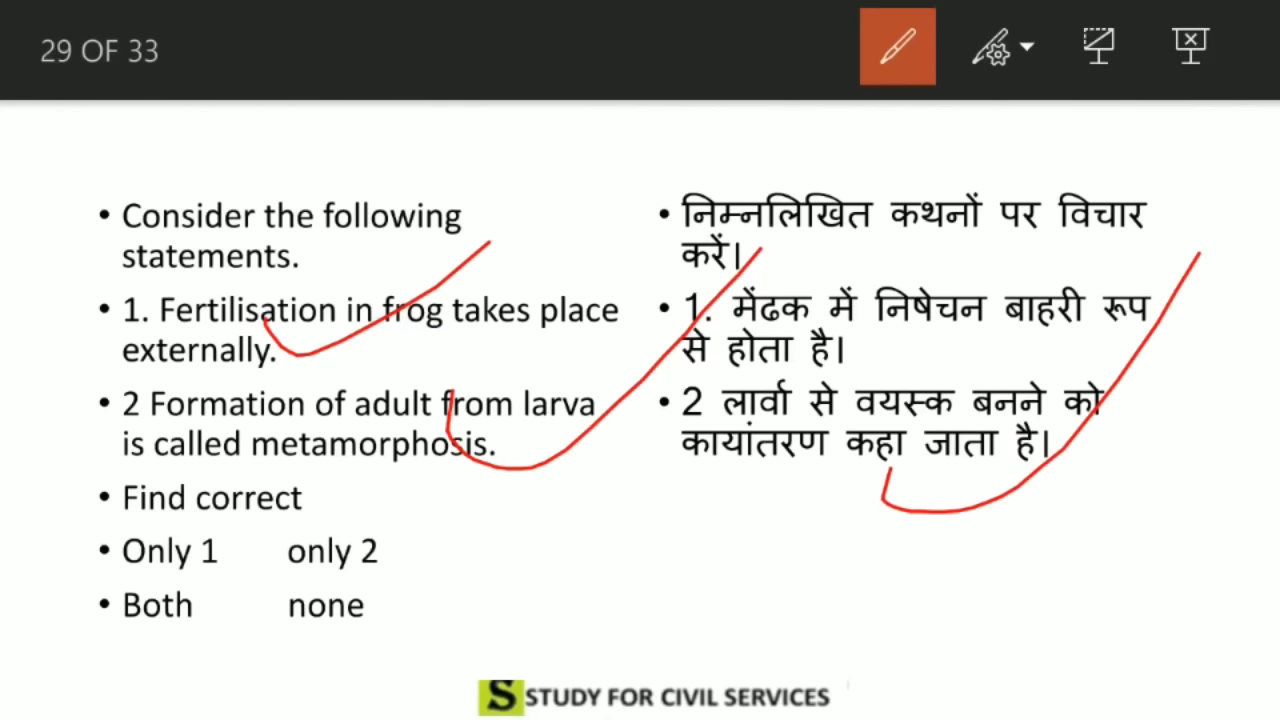 29 OF 33
• Consider the following
statements.
• 1. Fertilisation in frog takes place
externally.
• 2 Formation of adult from larva
is called metamorphosis.
• Find correct
• Only 1 only 2
• Both none
• निम्नलिखित कथनों पर विचार
करें।
• 1. मेंढक में निषेचन बाहरी रूप
से होता है।
• 2 लार्वा से वयस्क बनने को
कायांतरण कहा जाता है।
S STUDY FOR CIVIL SERVICES